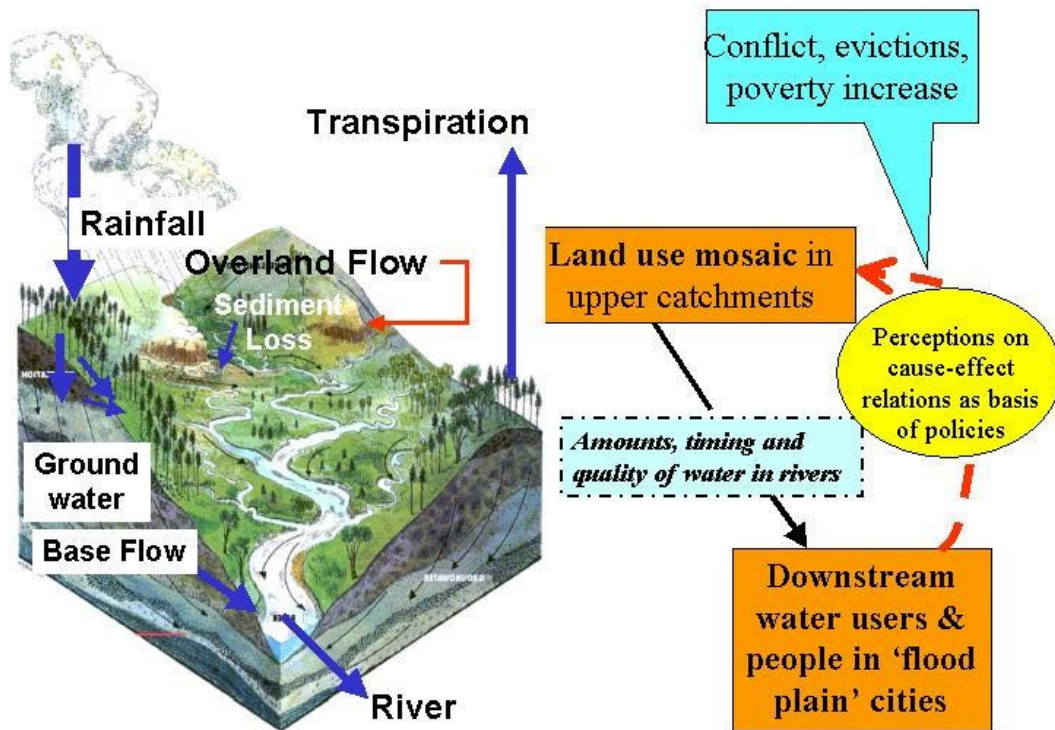 Conflict, evictions,
poverty increase
Transpiration
Rainfall
Overland Flow
Sediment
Loss
Land use mosaic in
upper catchments
Perceptions on
cause-effect
relations as basis
of policies
Amounts, timing and
quality of water in rivers
Ground
water
Base Flow
River
Downstream
water users &
people in ‘flood
plain’ cities